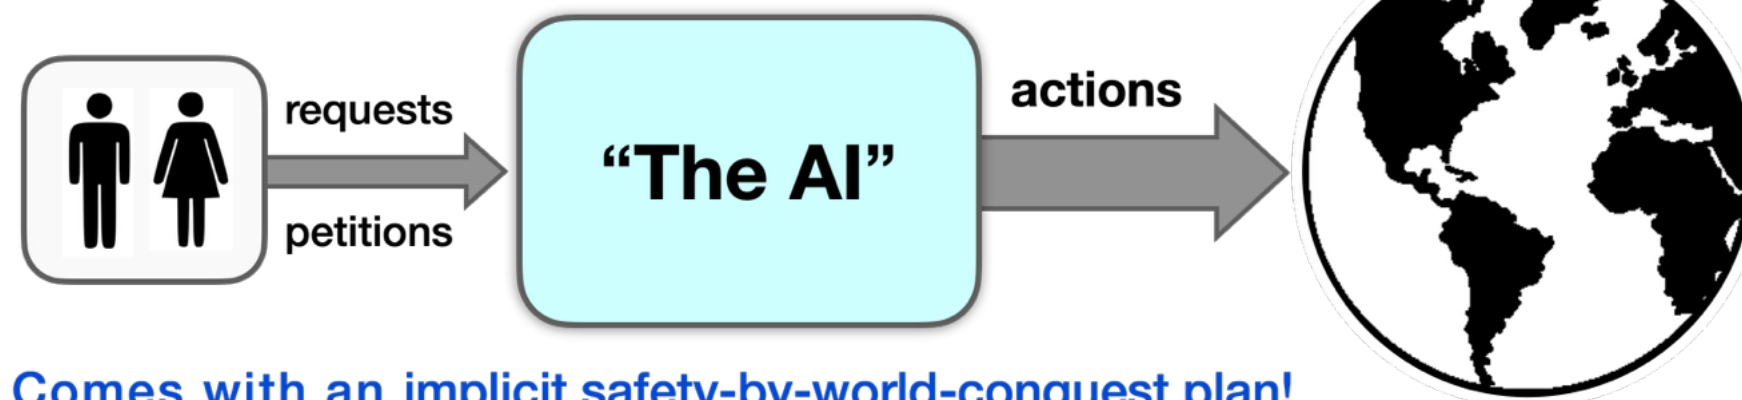 requests
petitions
“The AI”
actions
Comes with an implicit safety-by-world-conquest plan!